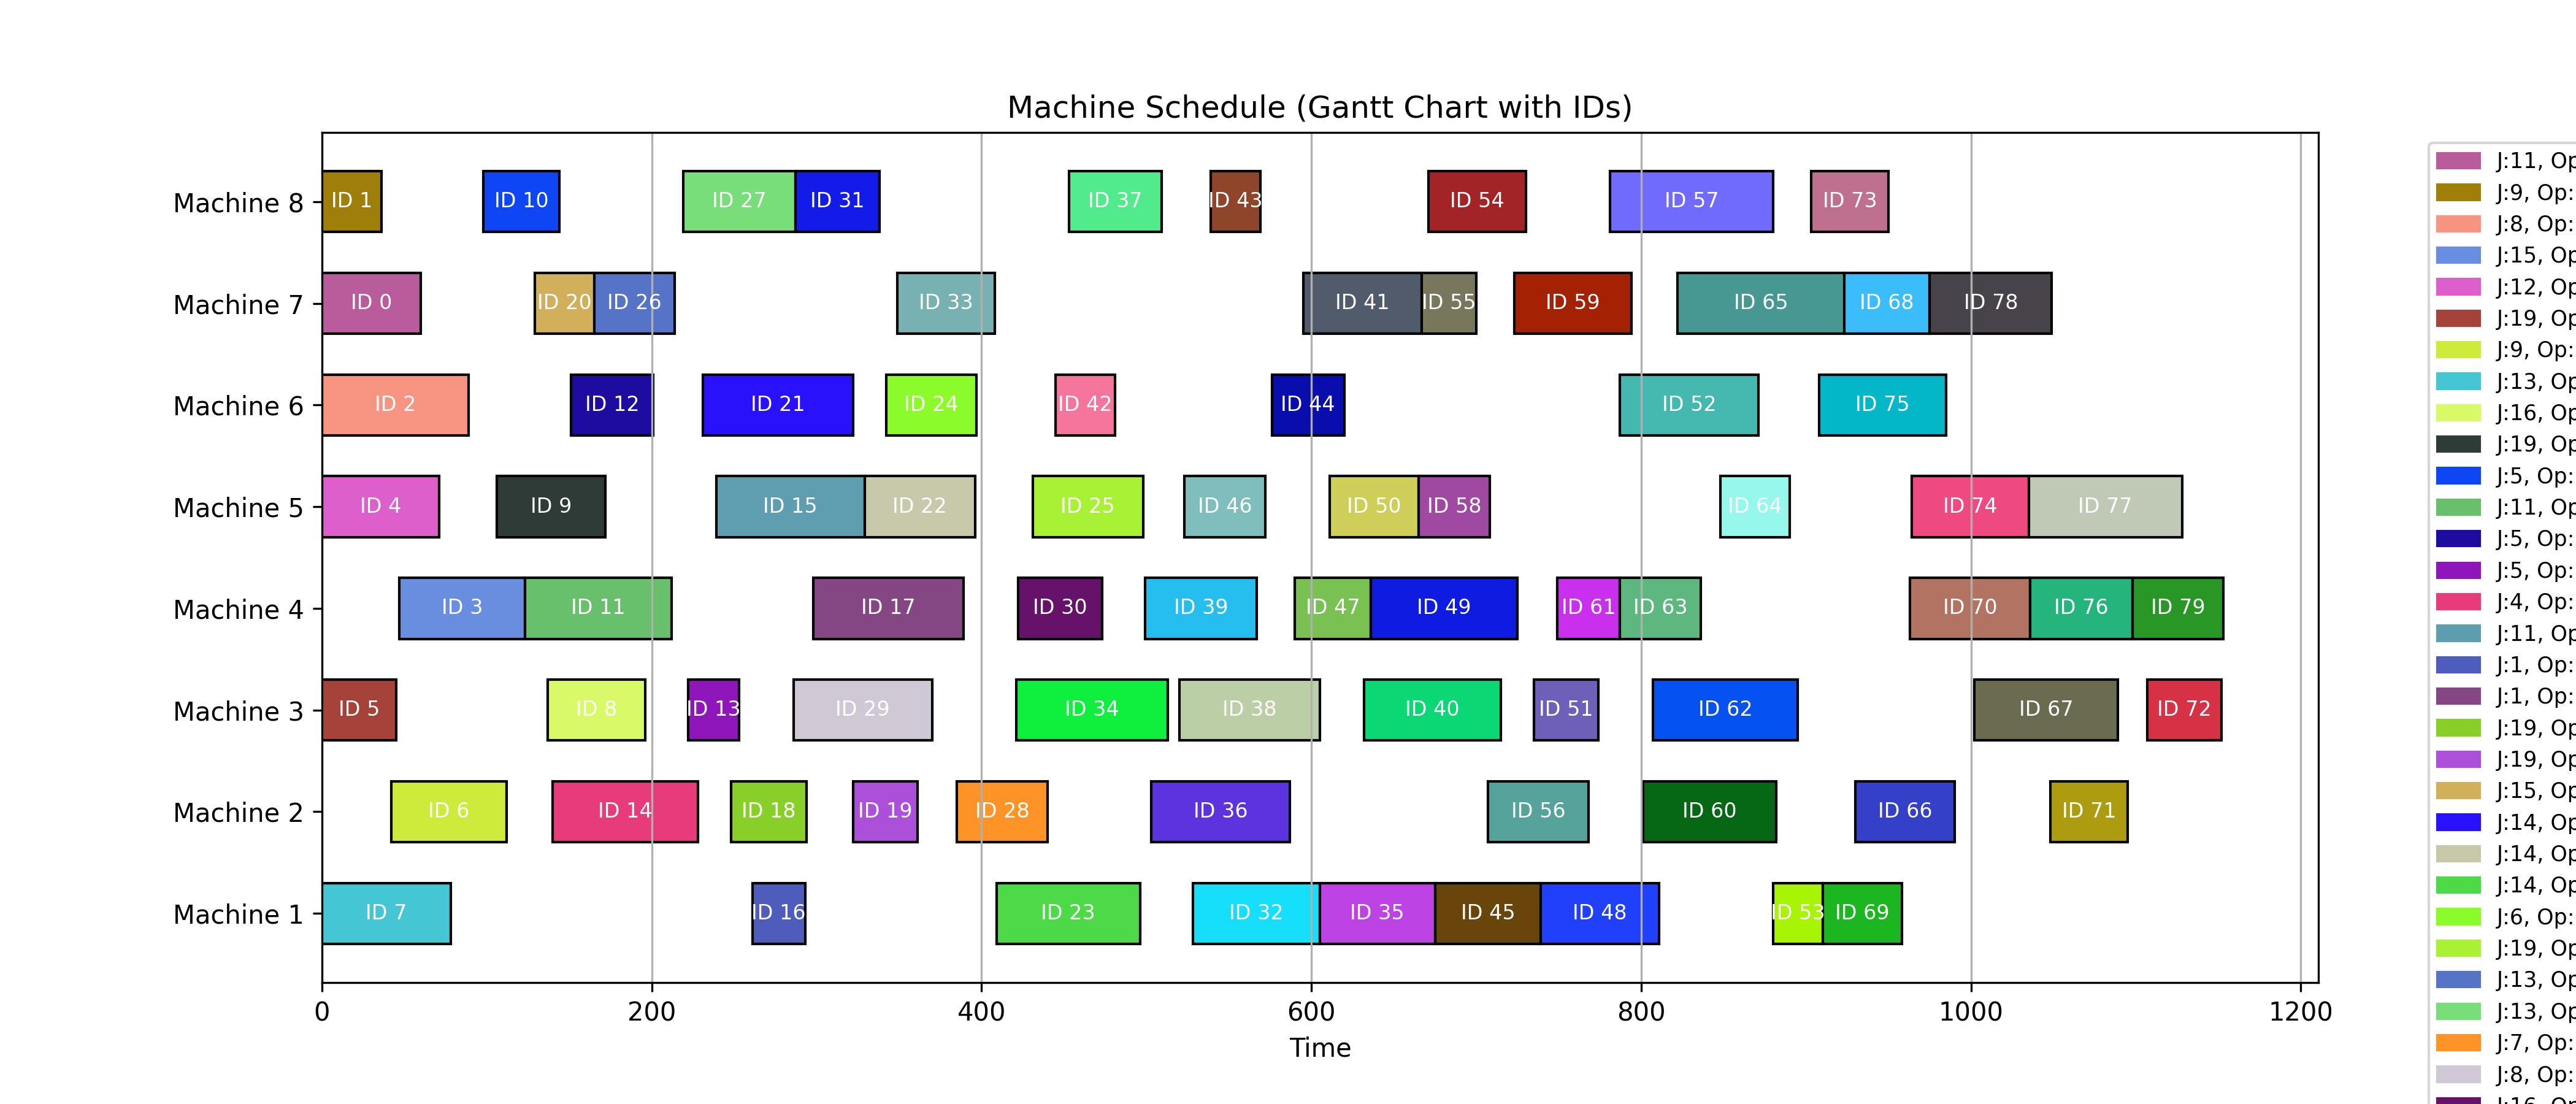 Machine Schedule (Gantt Chart with IDs)
Machine 8
ID 1
ID 10
ID 27
ID 31
ID 37
ID 43
ID 54
ID 57
ID 73
Machine 7
ID 0
ID 20
ID 26
ID 33
ID 41
ID 55
ID 59
ID 65
ID 68
ID 78
Machine 6
ID 2
ID 12
ID 21
ID 24
ID 42
ID 44
ID 52
ID 75
Machine 5
ID 4
ID 9
ID 15
ID 22
ID 25
ID 46
ID 50
ID 58
ID 64
ID 74
ID 77
Machine 4
ID 3
ID 11
ID 17
ID 30
ID 39
ID 47
ID 49
ID 61
ID 63
ID 70
ID 76
ID 79
Machine 3
ID 5
ID 8
ID 13
ID 29
ID 34
ID 38
ID 40
ID 51
ID 62
ID 67
ID 72
Machine 2
ID 6
ID 14
ID 18
ID 19
ID 28
ID 36
ID 56
ID 60
ID 66
ID 71
Machine 1
ID 7
ID 16
ID 23
ID 32
ID 35
ID 45
ID 48
ID 53
ID 69
0 200 400 600 800 1000 1200
Time
J:11, Op
J:9, Op:
J:8, Op:
J:15, Op
J:12, Op
J:19, Op
J:9, Op:
J:13, Op
J:16, Op
J:19, Op
J:5, Op:
J:11, Op
J:5, Op:
J:5, Op:
J:4, Op:
J:11, Op
J:1, Op:
J:1, Op:
J:19, Op
J:19, Op
J:15, Op
J:14, Op
J:14, Op
J:14, Op
J:6, Op:
J:19, Op
J:13, Op
J:13, Op
J:7, Op:
J:8, Op:
J:16, Op